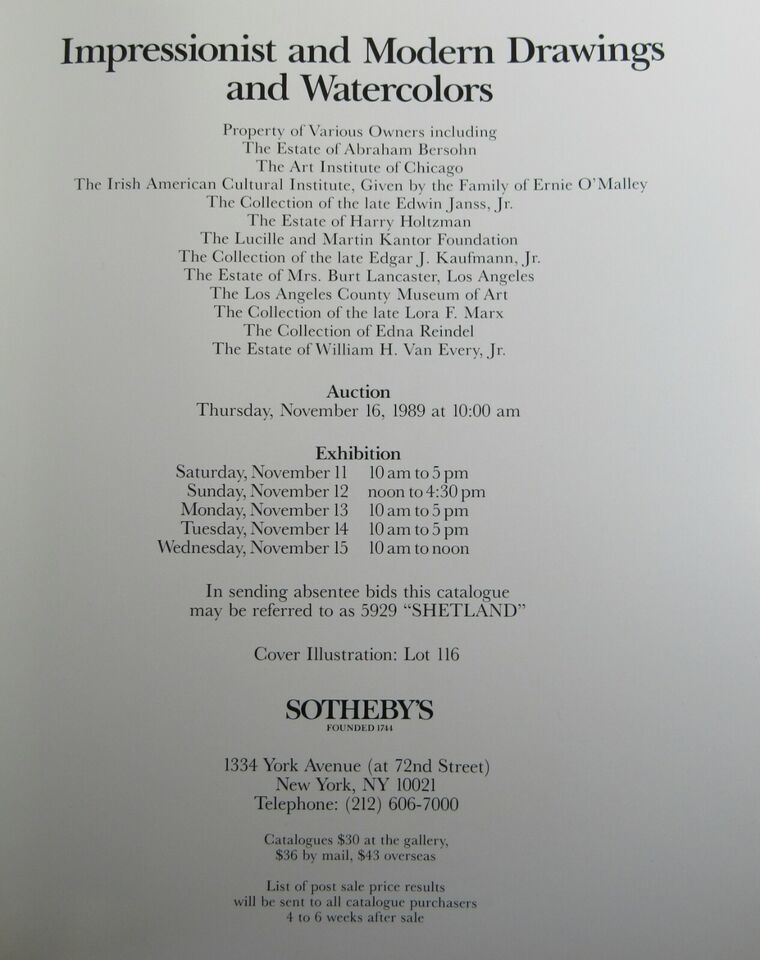 Impressionist and Modern Drawings
and Watercolors
Property of Various Owners including
The Estate of Abraham Bersohn
The Art Institute of Chicago
The Irish American Cultural Institute, Given by the Family of Ernie O'Malley
The Collection of the late Edwin Janss, Jr.
The Estate of Harry Holtzman
The Lucille and Martin Kantor Foundation
The Collection of the late Edgar J. Kaufmann, Jr.
The Estate of Mrs. Burt Lancaster, Los Angeles
The Los Angeles County Museum of Art
The Collection of the late Lora F. Marx
The Collection of Edna Reindel
The Estate of William H. Van Every, Jr.
Auction
Thursday, November 16, 1989 at 10:00 am
Exhibition
Saturday, November 11 10 am to 5 pm
Sunday, November 12 noon to 4:30 pm
Monday, November 13 10 am to 5 pm
Tuesday, November 14 10 am to 5 pm
Wednesday, November 15 10 am to noon
In sending absentee bids this catalogue
may be referred to as 5929 “SHETLAND”
Cover Illustration: Lot 116
SOTHEBY'S
FOUNDED 1744
1334 York Avenue (at 72nd Street)
New York, NY 10021
Telephone: (212) 606-7000
Catalogues $30 at the gallery,
$36 by mail, $43 overseas
List of post sale price results
will be sent to all catalogue purchasers
4 to 6 weeks after sale